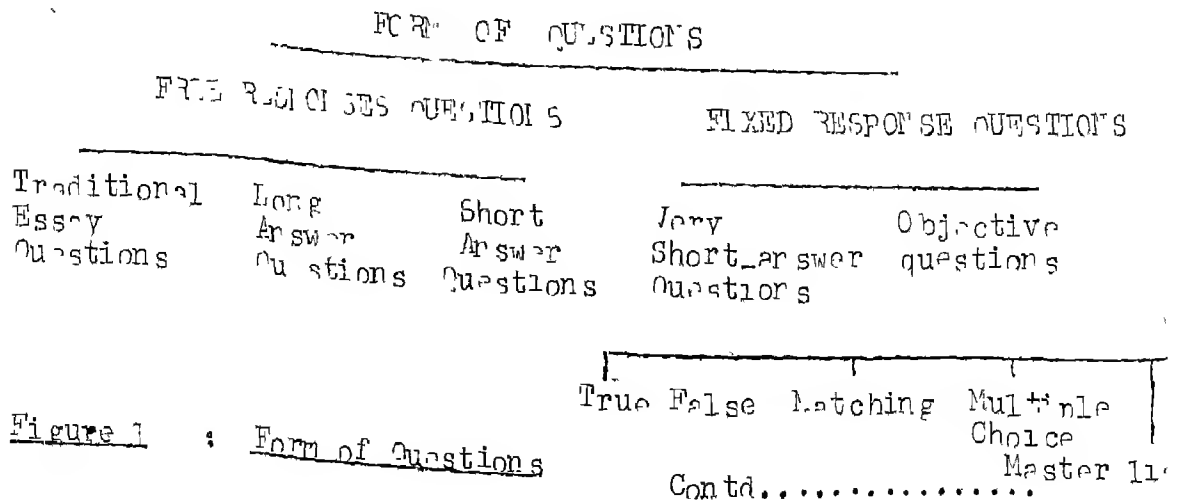 FORM OF QUESTIONS
FREE RESPONSES QUESTIONS
FIXED RESPONSE QUESTIONS
Traditional Essay Questions
Long Answer Questions
Short Answer Questions
Very Short-answer Questions
Objective questions
True False
Matching
Multiple Choice
Master
Figure 1 : Form of Questions
Contd................